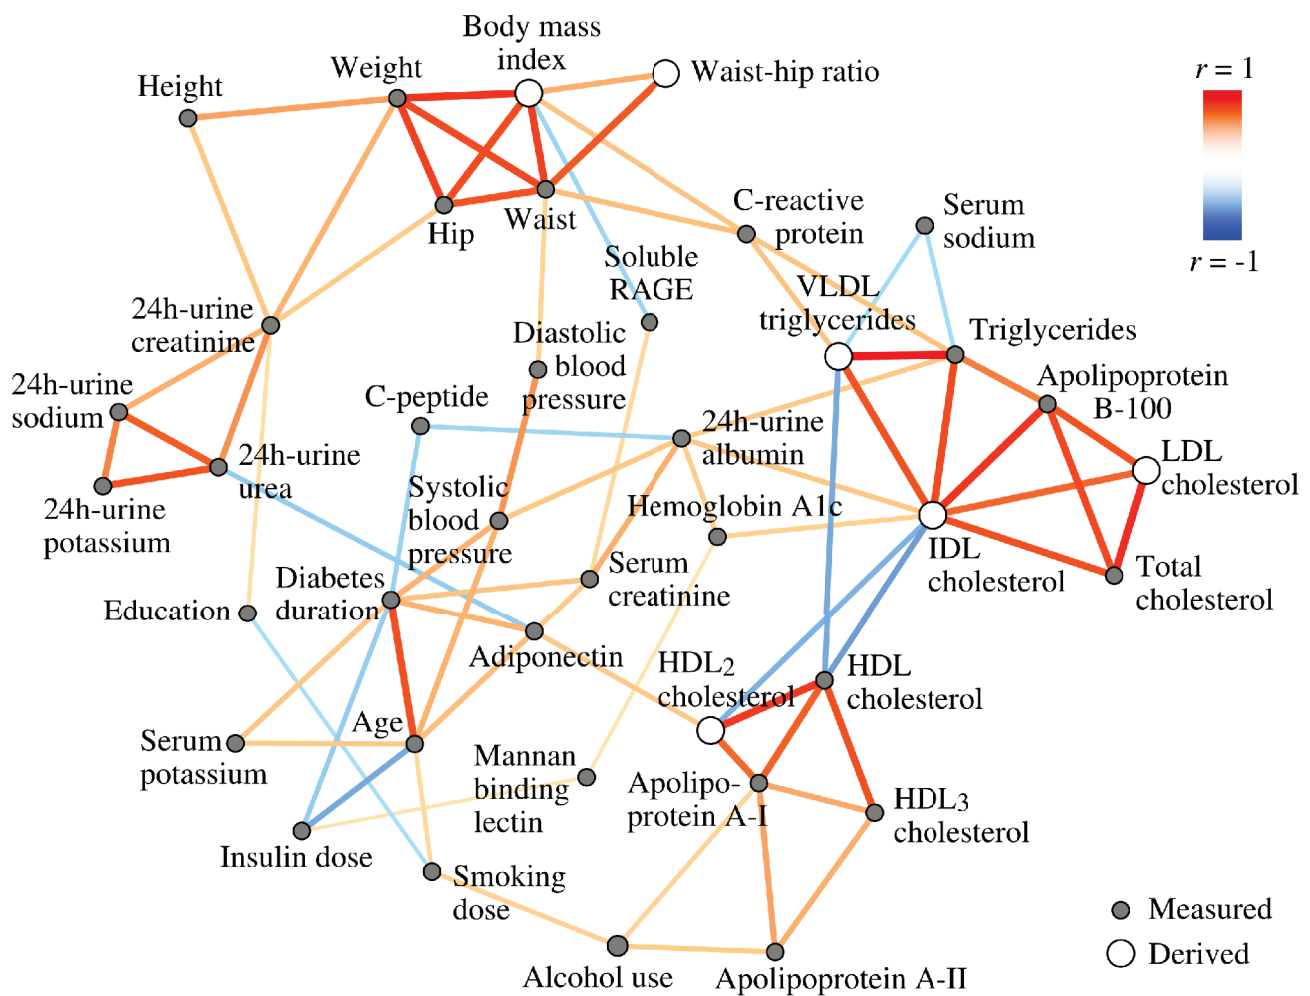 Body mass
index
Weight
Waist-hip ratio
Height
r = 1
r = -1
Hip
Waist
C-reactive
protein
Serum
sodium
Soluble
RAGE
VLDL
triglycerides
24h-urine
creatinine
Diastolic
blood
pressure
Triglycerides
24h-urine
sodium
C-peptide
Apolipoprotein
B-100
24h-urine
albumin
24h-urine
urea
LDL
cholesterol
24h-urine
potassium
Systolic
blood
pressure
Hemoglobin A1c
IDL
cholesterol
Total
cholesterol
Diabetes
duration
Serum
creatinine
Education
Adiponectin
HDL2
cholesterol
HDL
cholesterol
Age
Serum
potassium
Mannan
binding
lectin
Apolipo-
protein A-I
HDL3
cholesterol
Insulin dose
Smoking
dose
Measured
Derived
Alcohol use
Apolipoprotein A-II